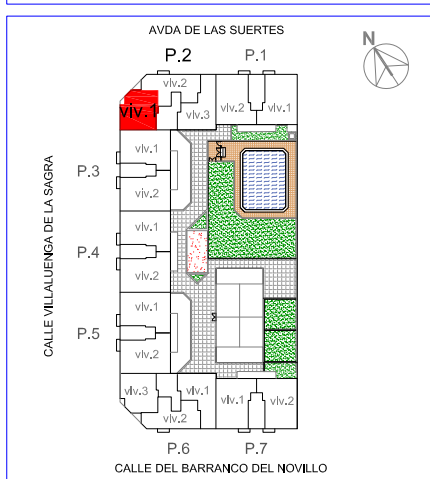 AVDA DE LAS SUERTES
N
P.2
P.1
viv.2
viv.1
viv.3
viv.2
viv.1
P.3
viv.1
viv.2
CALLE VILLALUENGA DE LA SAGRA
P.4
viv.1
viv.2
P.5
viv.1
viv.2
viv.3
viv.1
viv.2
viv.1
viv.2
P.6
P.7
CALLE DEL BARRANCO DEL NOVILLO